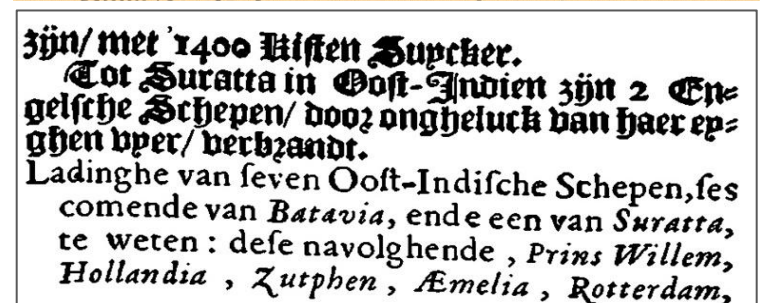 zijn/ met 1400 Kisten Suycker.
Tot Suratta in Oost-Indien zijn 2 En-
gelsche Schepen/ door ongheluck van haer ey-
ghen vyer/ verbrandt.
Ladinghe van seven Oost-Indische Schepen, ses
comende van Batavia, ende een van Suratta,
te weten : dese navolghende , Prins Willem,
Hollandia , Zutphen , Æmelia , Rotterdam,